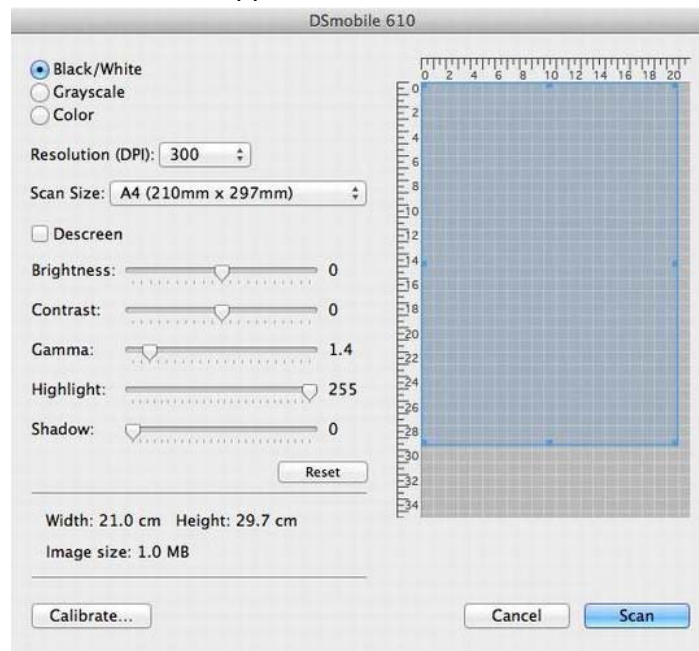 DSmobile 610
Black/White
Grayscale
Color
Resolution (DPI): 300
Scan Size: A4 (210mm x 297mm)
Descreen
Brightness: 0
Contrast: 0
Gamma: 1.4
Highlight: 255
Shadow: 0
Reset
Width: 21.0 cm Height: 29.7 cm
Image size: 1.0 MB
Calibrate...
0 2 4 6 8 10 12 14 16 18 20
0
2
4
6
8
10
12
14
16
18
20
22
24
26
28
30
32
34
Cancel
Scan